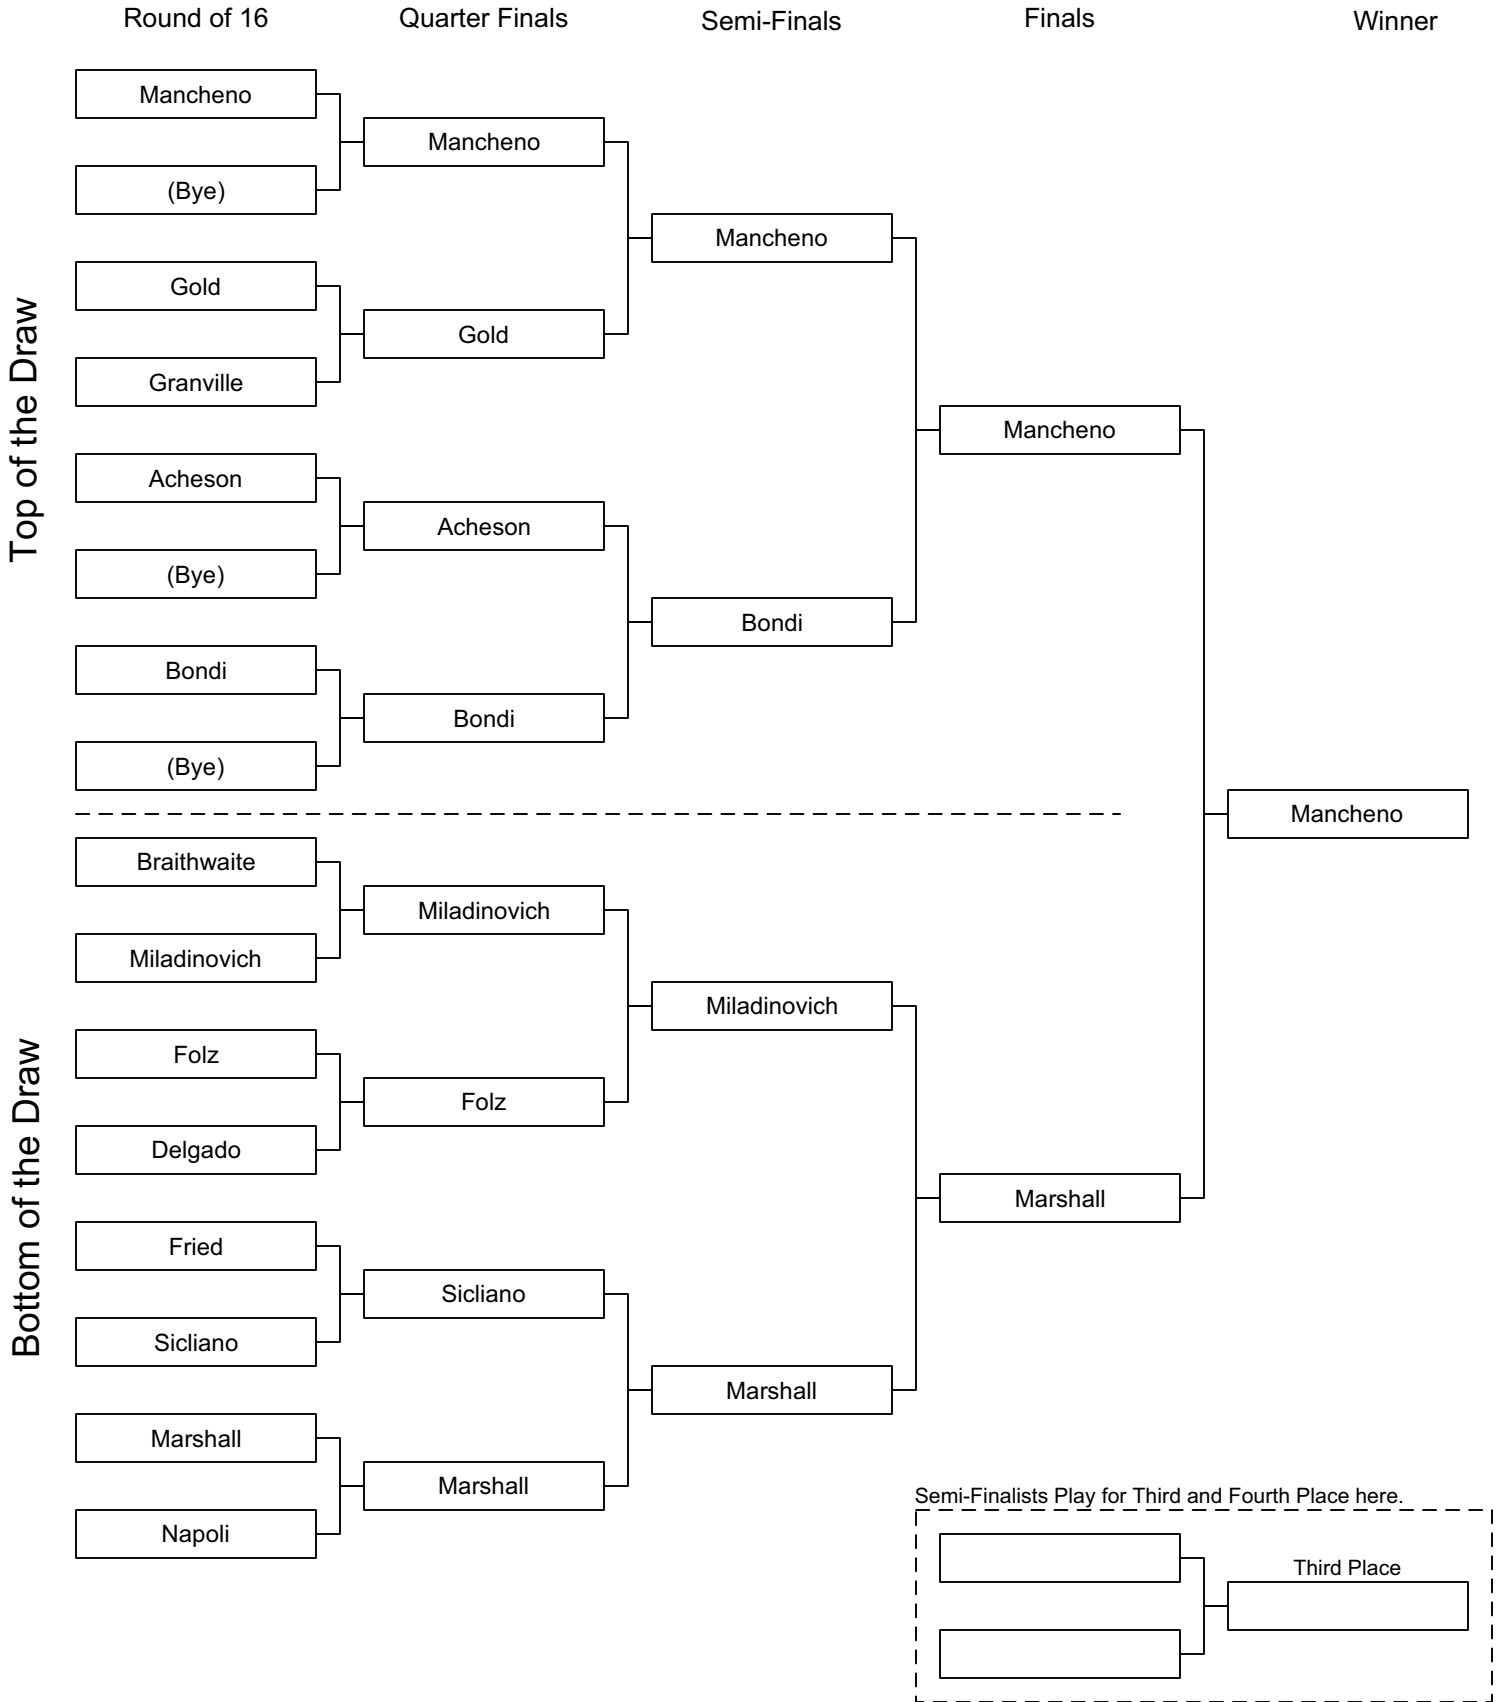 Round of 16
Quarter Finals
Semi-Finals
Finals
Winner
Top of the Draw
Mancheno
(Bye)
Gold
Granville
Acheson
(Bye)
Bondi
(Bye)
Mancheno
Gold
Acheson
Bondi
Mancheno
Bondi
Mancheno
Mancheno
Bottom of the Draw
Braithwaite
Miladinovich
Folz
Delgado
Fried
Sicliano
Marshall
Napoli
Miladinovich
Folz
Sicliano
Marshall
Miladinovich
Marshall
Marshall
Semi-Finalists Play for Third and Fourth Place here.
Third Place